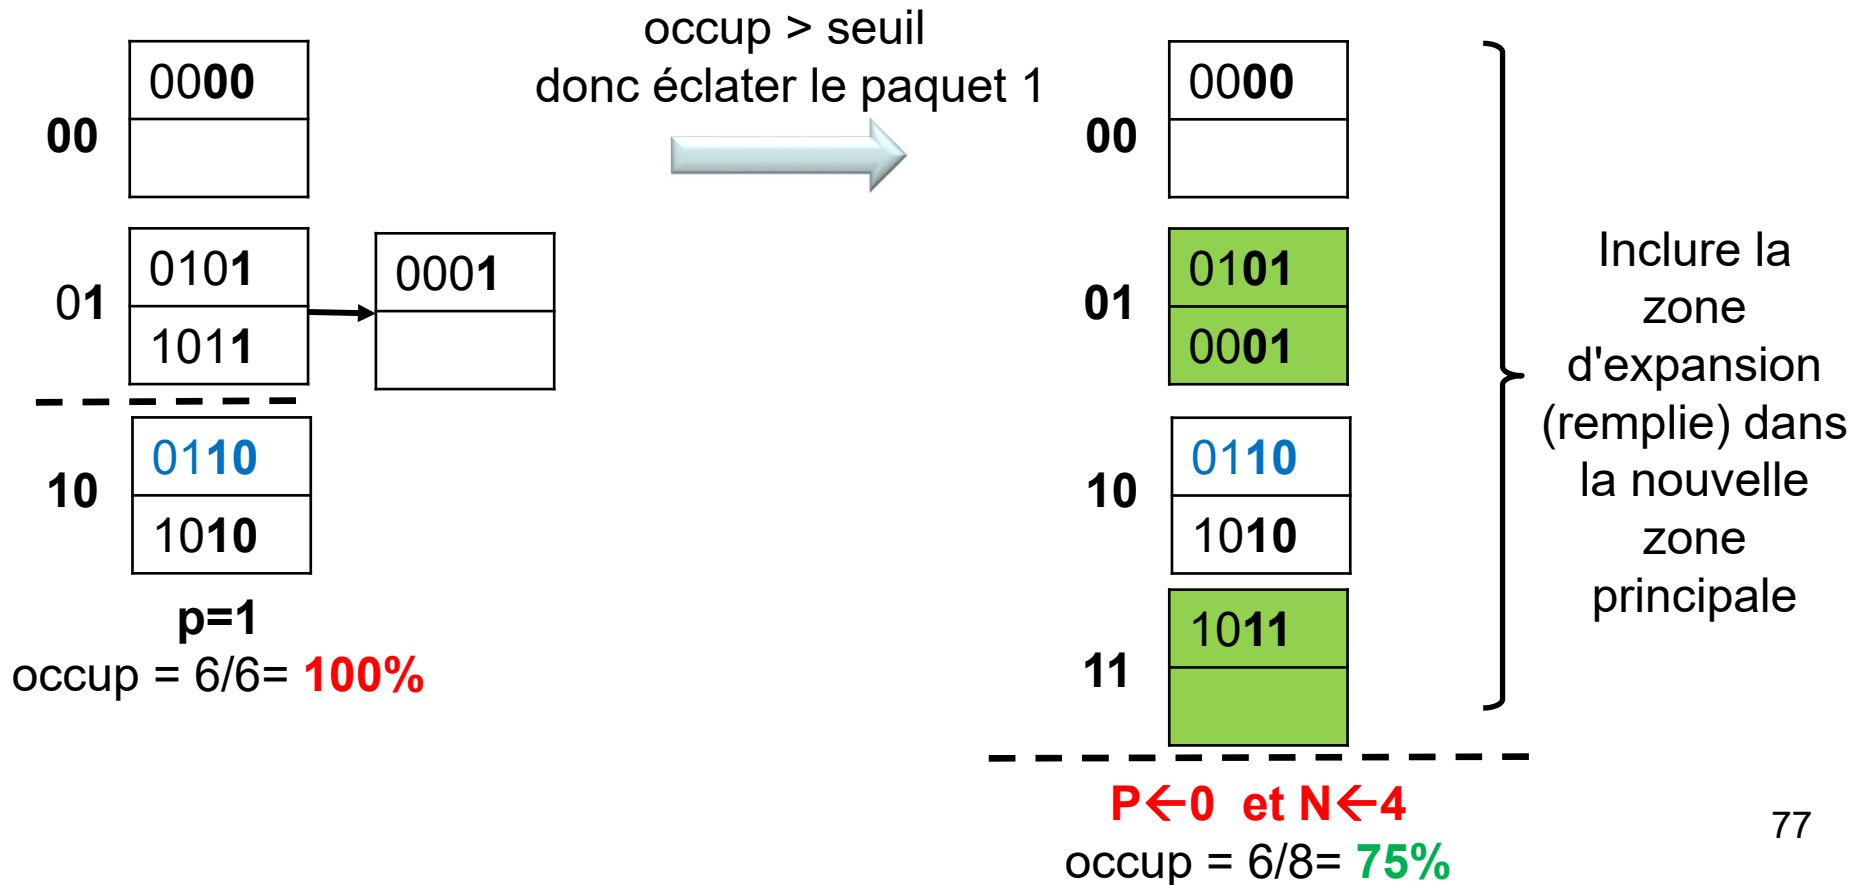 occup > seuil
donc éclater le paquet 1
00
0000
01
0101
1011
0001
10
0110
1010
p=1
occup = 6/6= 100%
00
0000
01
0101
0001
10
0110
1010
11
1011
P←0 et N←4
occup = 6/8= 75%
Inclure la
zone
d'expansion
(remplie) dans
la nouvelle
zone
principale
77